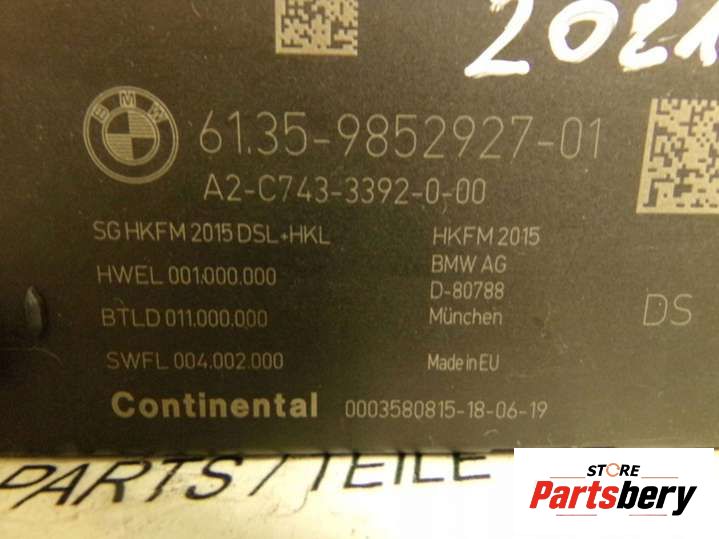 2021
BMW
61.35-9852927-01
A2-C743-3392-0-00
SG HKFM 2015 DSL+HKL
HWEL 001.000.000
BTLD 011.000.000
SWFL 004.002.000
HKFM 2015
BMW AG
D-80788
München
Made in EU
DS
Continental 0003580815-18-06-19
PARTS/TEILE
STORE
Partsbery